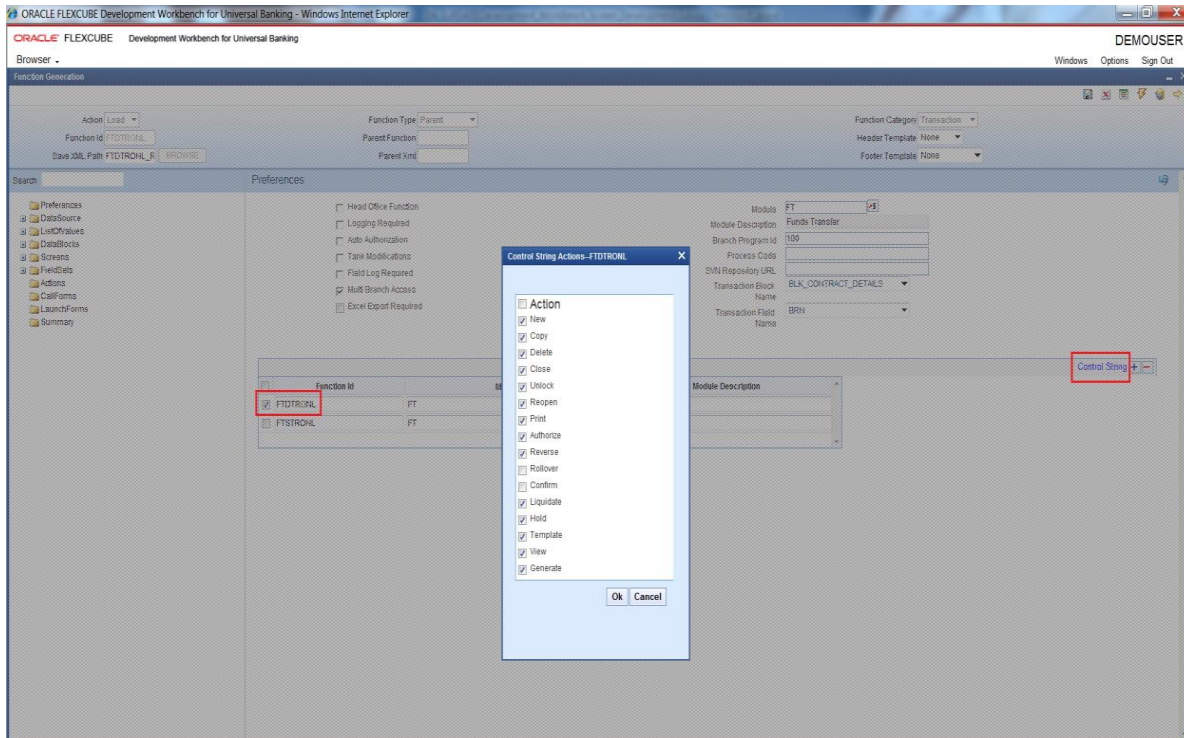 ORACLE FLEXCUBE Development Workbench for Universal Banking - Windows Internet Explorer
ORACLE FLEXCUBE Development Workbench for Universal Banking
DEMOUSER
Browser
Windows Options Sign Out
Function Generation
Action Load
Function Type Parent
Function Category Transaction
Function Id FTDTRONL
Parent Function
Header Template None
Save XML Path FTDTRONL_R BROWSE
Parent Xml
Footer Template None
Search
Preferences
Preferences
DataSource
ListOfValues
DataBlocks
Screens
FieldSets
Actions
CallForms
LaunchForms
Summary
Head Office Function
Logging Required
Auto Authorization
Tank Modifications
Field Log Required
Multi Branch Access
Excel Export Required
Module FT
Module Description Funds Transfer
Branch Program Id 100
Process Code
SVN Repository URL
Transaction Block Name BLK_CONTRACT_DETAILS
Transaction Field Name BRN
Control String + -
Function Id
Module Description
FTDTRONL FT
FTSTRONL FT
Control String Actions--FTDTRONL X
Action
New
Copy
Delete
Close
Unlock
Reopen
Print
Authorize
Reverse
Rollover
Confirm
Liquidate
Hold
Template
View
Generate
Ok Cancel